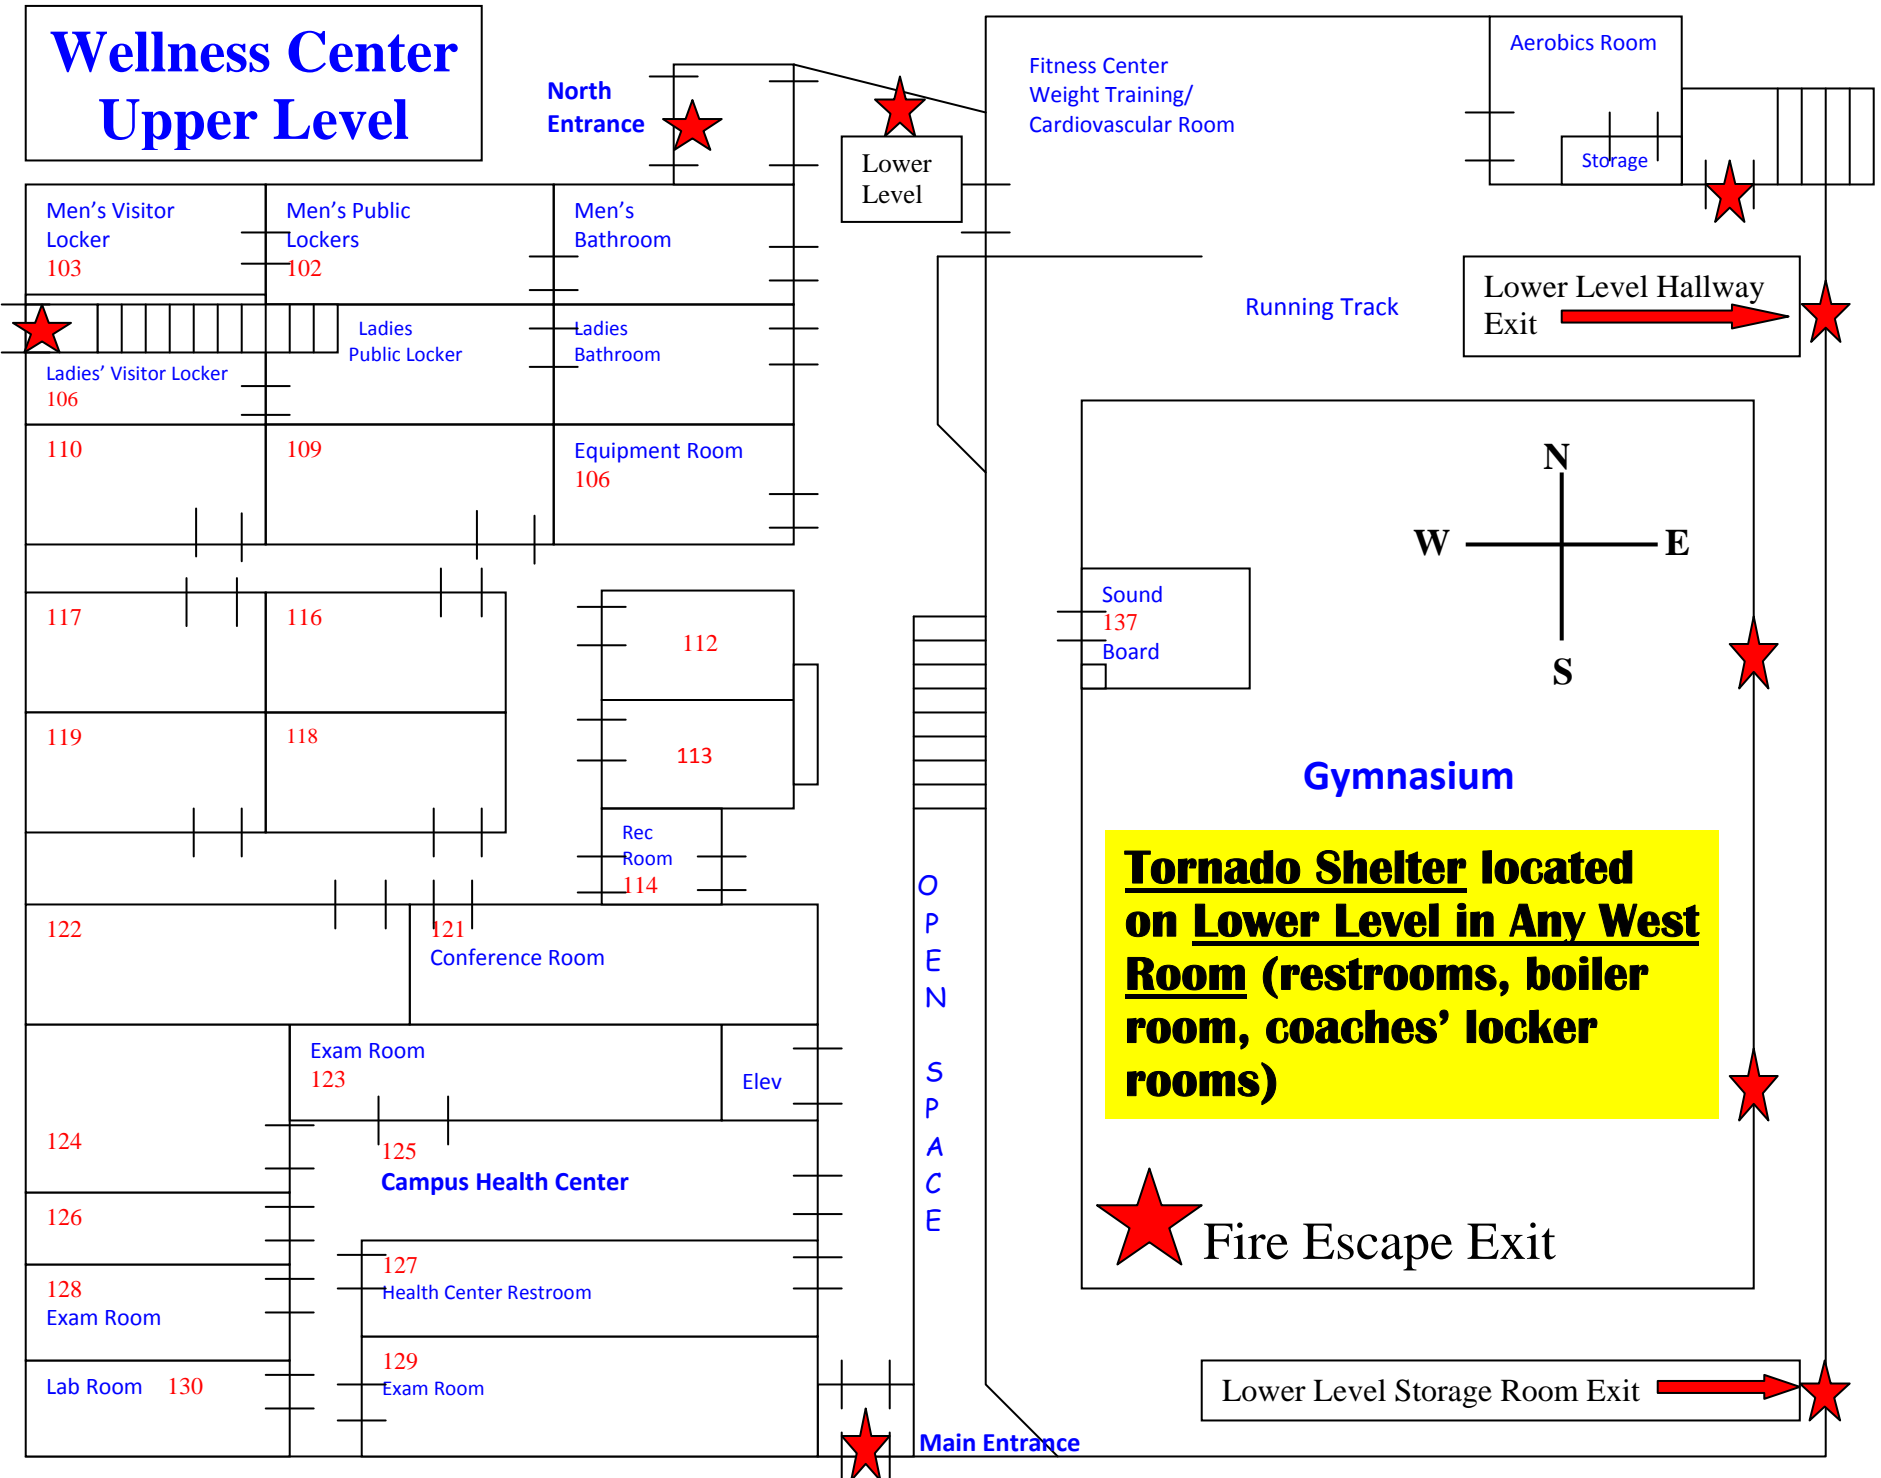 Wellness Center
Upper Level
North
Entrance
Lower
Level
Fitness Center
Weight Training/
Cardiovascular Room
Aerobics Room
Storage
Men’s Visitor
Locker
103
Men’s Public
Lockers
102
Men’s
Bathroom
Ladies
Public Locker
Ladies
Bathroom
Ladies’ Visitor Locker
106
Running Track
Lower Level Hallway
Exit
110
109
Equipment Room
106
N
W
E
S
117
116
112
Sound
137
Board
119
118
113
Gymnasium
Rec
Room
114
Tornado Shelter located
on Lower Level in Any West
Room (restrooms, boiler
room, coaches’ locker
rooms)
122
121
Conference Room
O
P
E
N
S
P
A
C
E
Exam Room
123
Elev
124
125
Campus Health Center
126
127
Health Center Restroom
128
Exam Room
Fire Escape Exit
Lab Room 130
129
Exam Room
Lower Level Storage Room Exit
Main Entrance